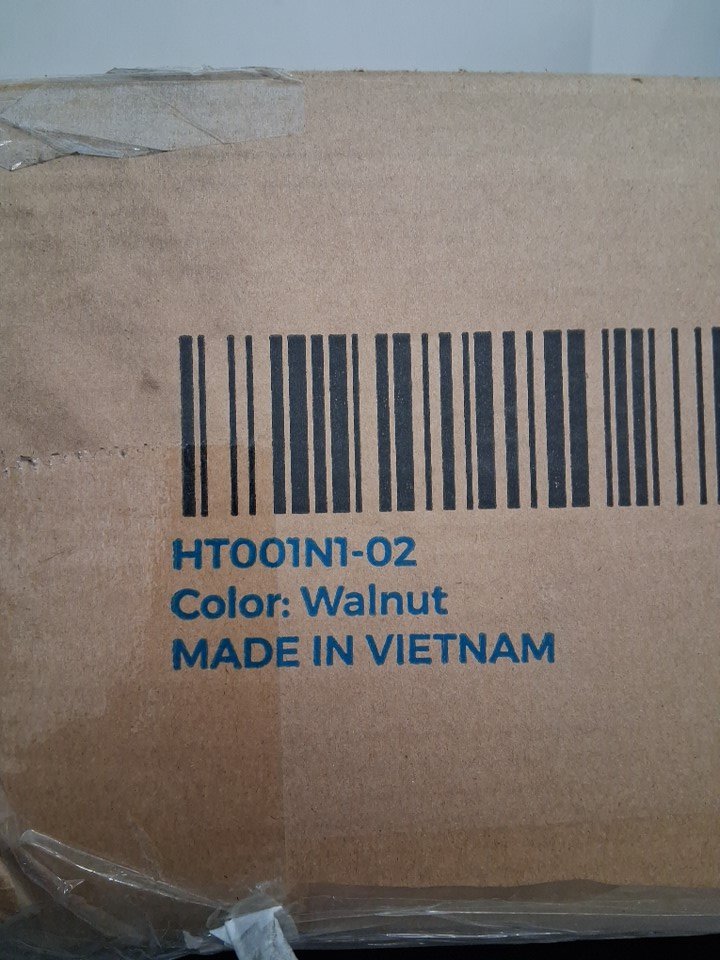 HT001N1-02
Color: Walnut
MADE IN VIETNAM